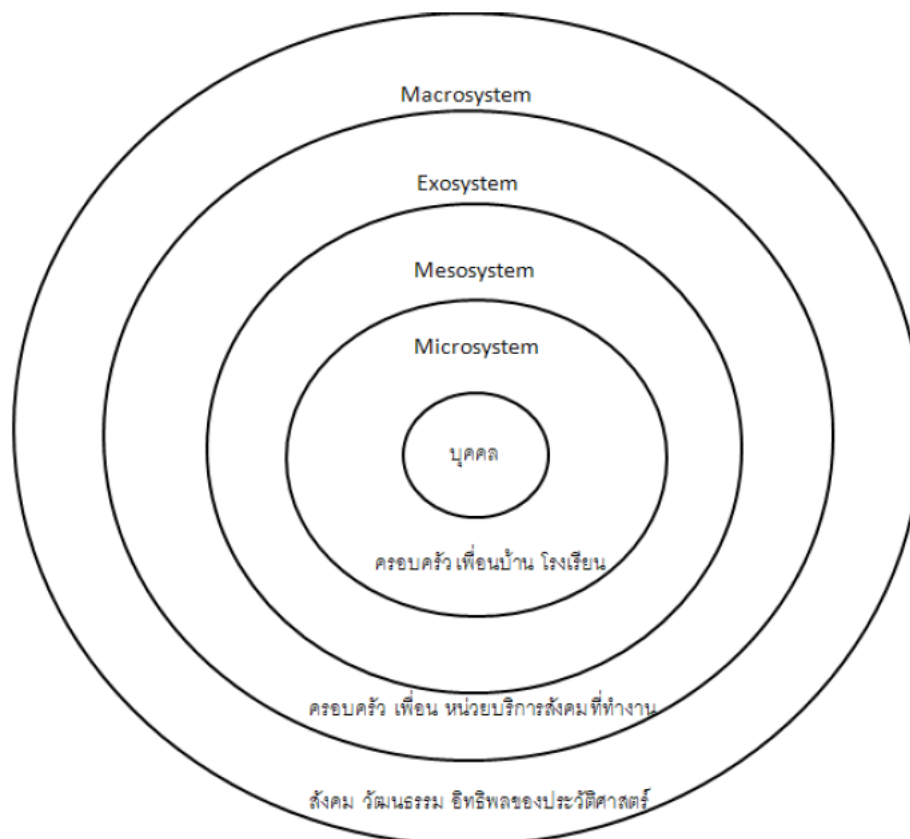 Macrosystem
Exosystem
Mesosystem
Microsystem
บุคคล
ครอบครัว เพื่อนบ้าน โรงเรียน
ครอบครัว เพื่อน หน่วยบริการสังคมที่ทำงาน
สังคม วัฒนธรรม อิทธิพลของประวัติศาสตร์